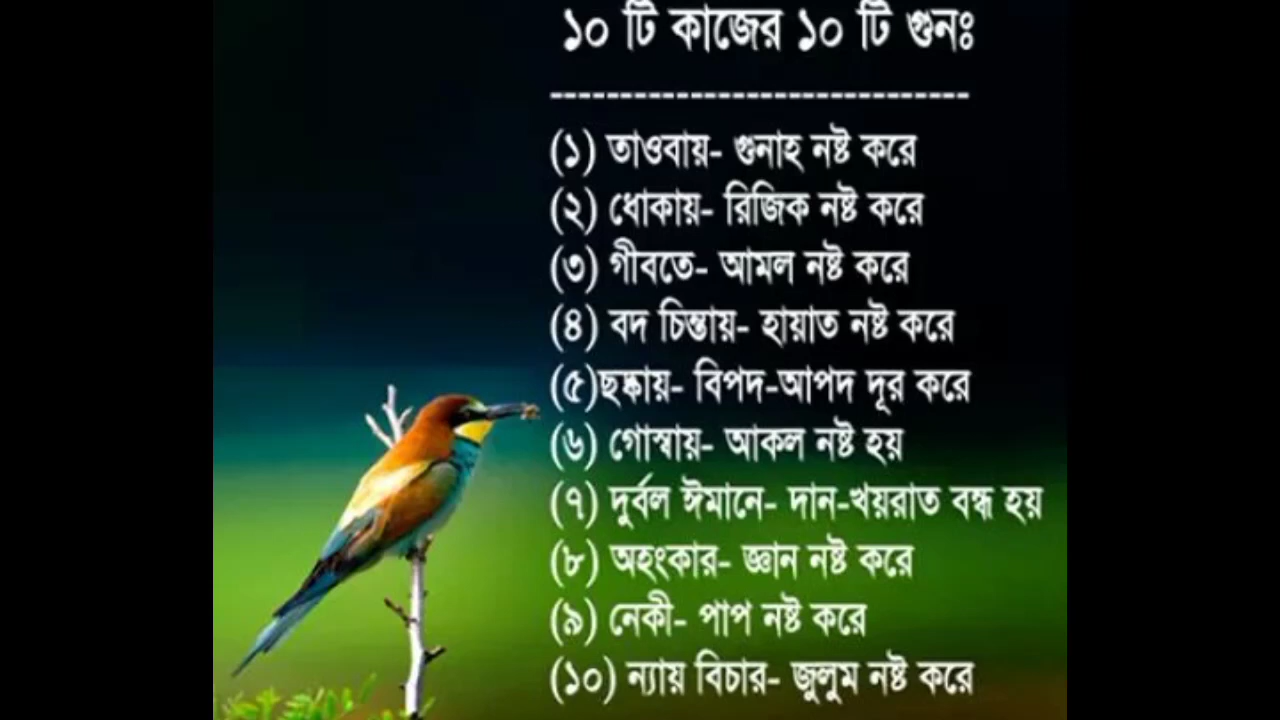 ১০ টি কাজের ১০ টি গুনঃ
------------------------------
(১) তাওবায়- গুনাহ নষ্ট করে
(২) ধোকায়- রিজিক নষ্ট করে
(৩) গীবতে- আমল নষ্ট করে
(৪) বদ চিন্তায়- হায়াত নষ্ট করে
(৫)ছদ্কায়- বিপদ-আপদ দূর করে
(৬) গোস্বায়- আকল নষ্ট হয়
(৭) দুর্বল ঈমানে- দান-খয়রাত বন্ধ হয়
(৮) অহংকার- জ্ঞান নষ্ট করে
(৯) নেকী- পাপ নষ্ট করে
(১০) ন্যায় বিচার- জুলুম নষ্ট করে